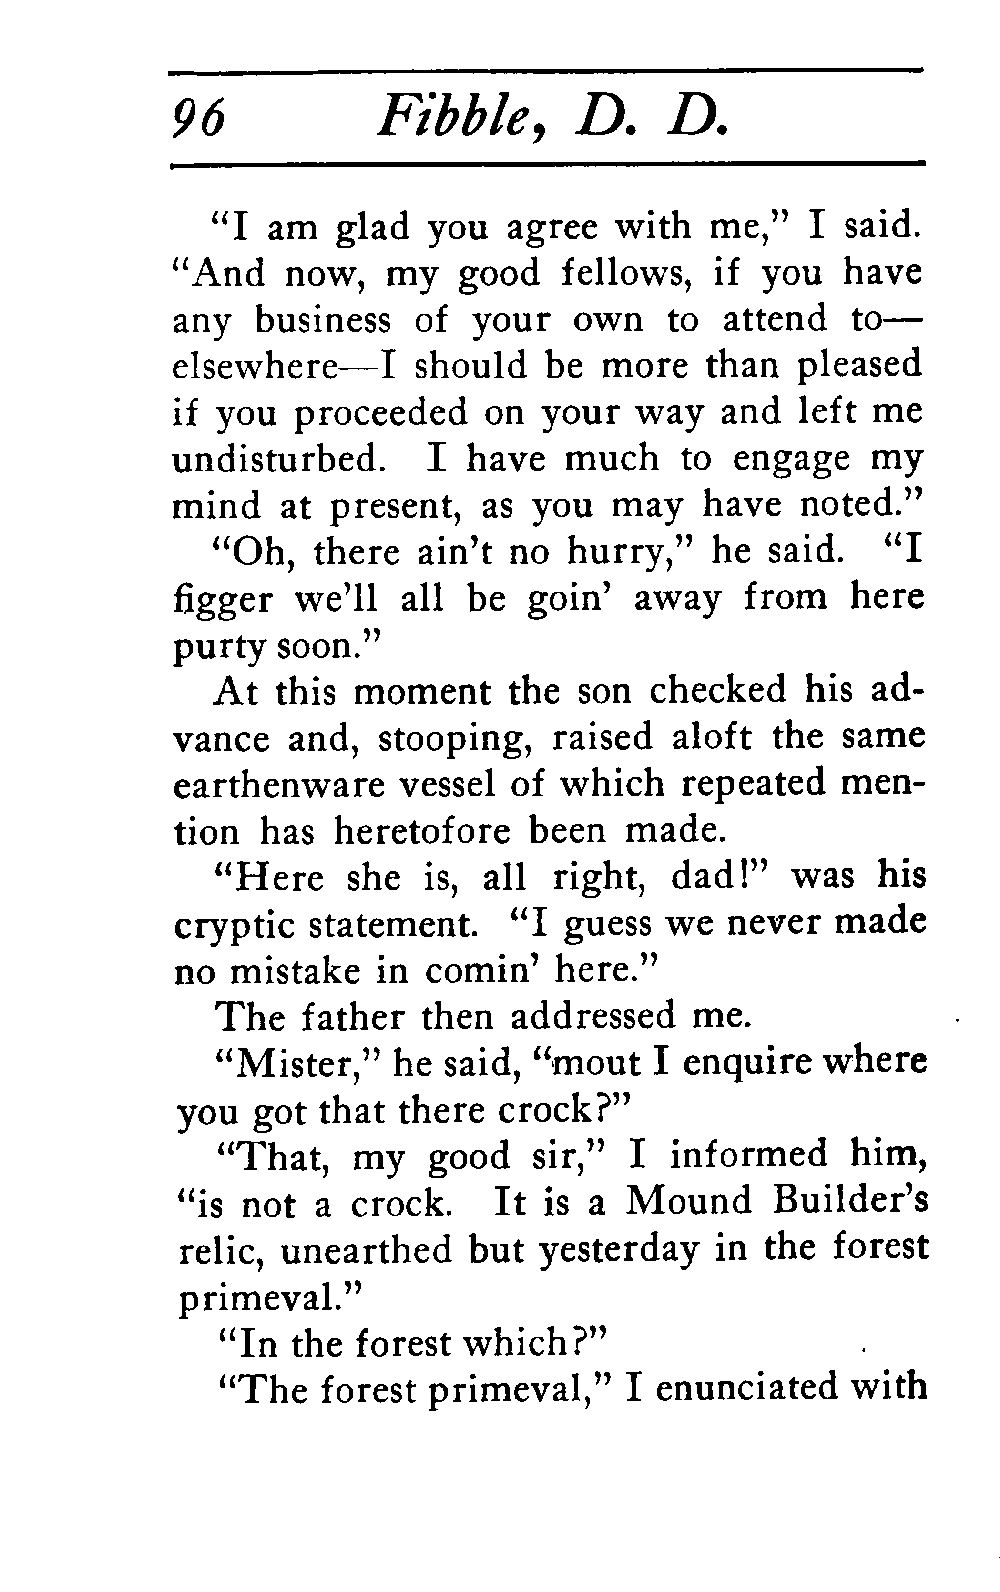 96 Fibble, D. D.
“I am glad you agree with me,” I said.
“And now, my good fellows, if you have
any business of your own to attend to—
elsewhere—I should be more than pleased
if you proceeded on your way and left me
undisturbed. I have much to engage my
mind at present, as you may have noted.”
“Oh, there ain’t no hurry,” he said. “I
figger we’ll all be goin’ away from here
purty soon.”
At this moment the son checked his ad-
vance and, stooping, raised aloft the same
earthenware vessel of which repeated men-
tion has heretofore been made.
“Here she is, all right, dad!” was his
cryptic statement. “I guess we never made
no mistake in comin’ here.”
The father then addressed me.
“Mister,” he said, “mout I enquire where
you got that there crock?”
“That, my good sir,” I informed him,
“is not a crock. It is a Mound Builder’s
relic, unearthed but yesterday in the forest
primeval.”
“In the forest which?”
“The forest primeval,” I enunciated with